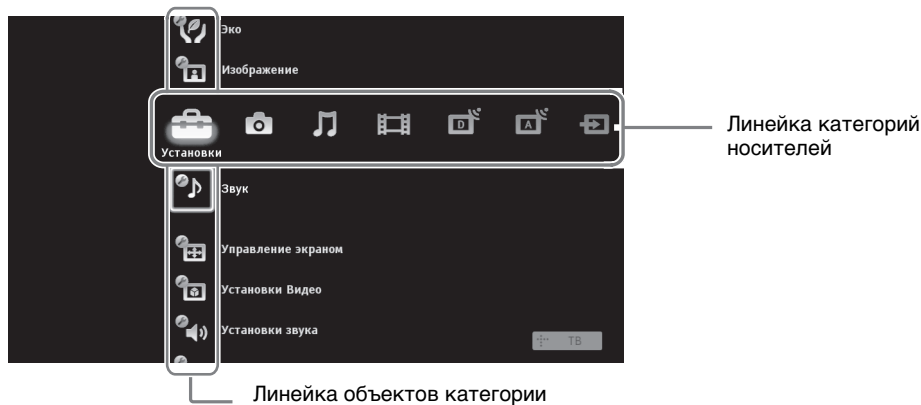 Эко
Изображение
D
A
Установки
Линейка категорий
носителей
Звук
Управление экраном
Установки Видео
Установки звука
ТВ
Линейка объектов категории